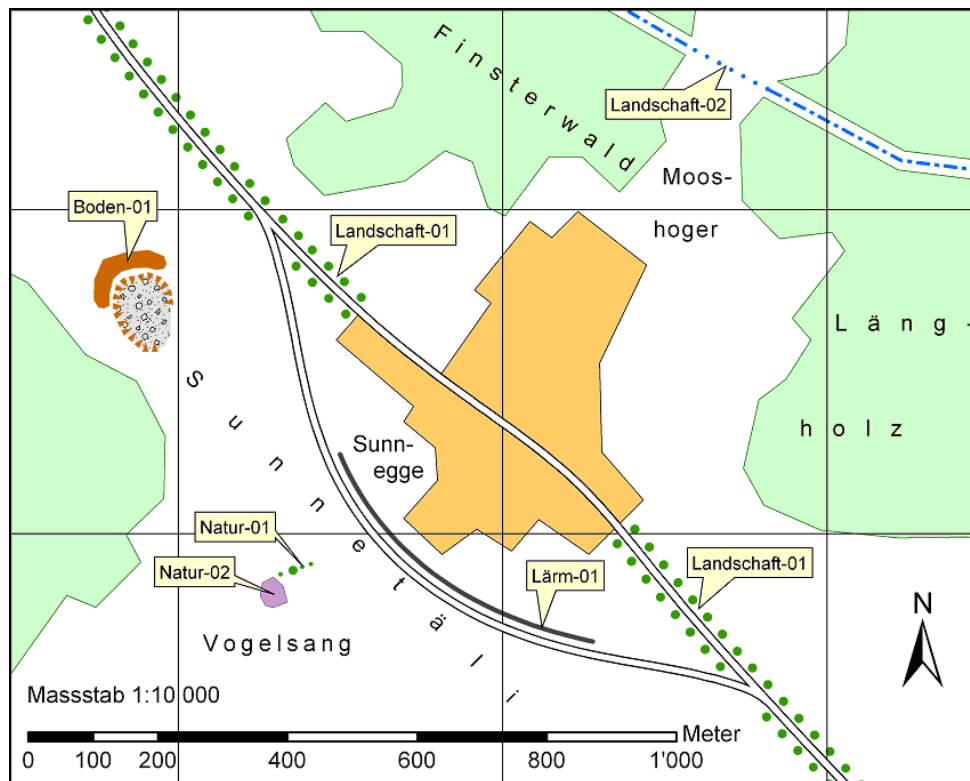 Finsterwald
Landschaft-02
Moos-
hoger
Boden-01
Landschaft-01
Läng-
holz
Sunnetäli
Sunn-
egge
Natur-01
Natur-02
Lärm-01
Landschaft-01
Vogelsang
N
Massstab 1:10 000
Meter
0 100 200 400 600 800 1'000